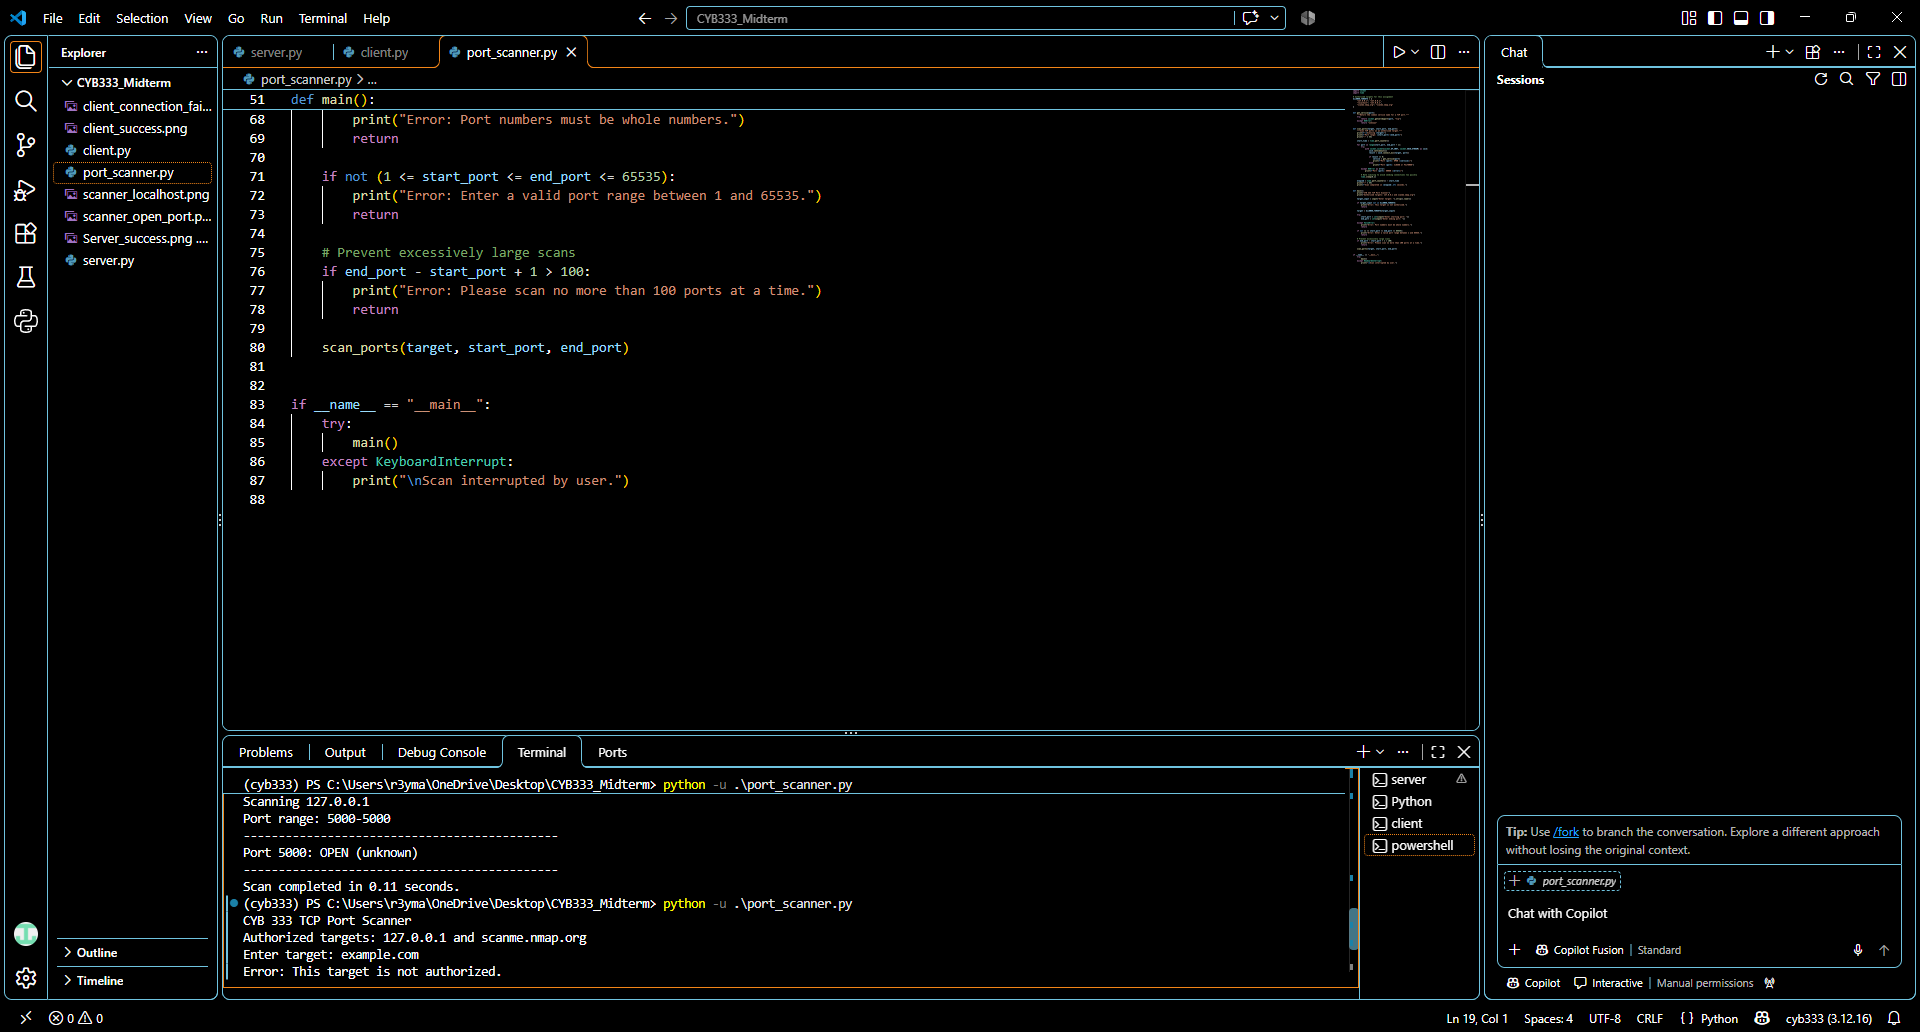 File Edit Selection View Go Run Terminal Help
CYB333_Midterm
Explorer
CYB333_Midterm
client_connection_fai...
client_success.png
client.py
port_scanner.py
scanner_localhost.png
scanner_open_port.p...
Server_success.png ....
server.py
Outline
Timeline
server.py
client.py
port_scanner.py
port_scanner.py > ...
51 def main():
68 print("Error: Port numbers must be whole numbers.")
69 return
70
71 if not (1 <= start_port <= end_port <= 65535):
72 print("Error: Enter a valid port range between 1 and 65535.")
73 return
74
75 # Prevent excessively large scans
76 if end_port - start_port + 1 > 100:
77 print("Error: Please scan no more than 100 ports at a time.")
78 return
79
80 scan_ports(target, start_port, end_port)
81
82
83 if __name__ == "__main__":
84 try:
85 main()
86 except KeyboardInterrupt:
87 print("\nScan interrupted by user.")
88
Problems Output Debug Console Terminal Ports
(cyb333) PS C:\Users\r3yma\OneDrive\Desktop\CYB333_Midterm> python -u .\port_scanner.py
Scanning 127.0.0.1
Port range: 5000-5000
---------------------------------------------
Port 5000: OPEN (unknown)
---------------------------------------------
Scan completed in 0.11 seconds.
(cyb333) PS C:\Users\r3yma\OneDrive\Desktop\CYB333_Midterm> python -u .\port_scanner.py
CYB 333 TCP Port Scanner
Authorized targets: 127.0.0.1 and scanme.nmap.org
Enter target: example.com
Error: This target is not authorized.
server
Python
client
powershell
Chat
Sessions
Tip: Use /fork to branch the conversation. Explore a different approach
without losing the original context.
port_scanner.py
Chat with Copilot
Copilot Fusion | Standard
Copilot Interactive | Manual permissions
0 0
Ln 19, Col 1 Spaces: 4 UTF-8 CRLF { } Python cyb333 (3.12.16)